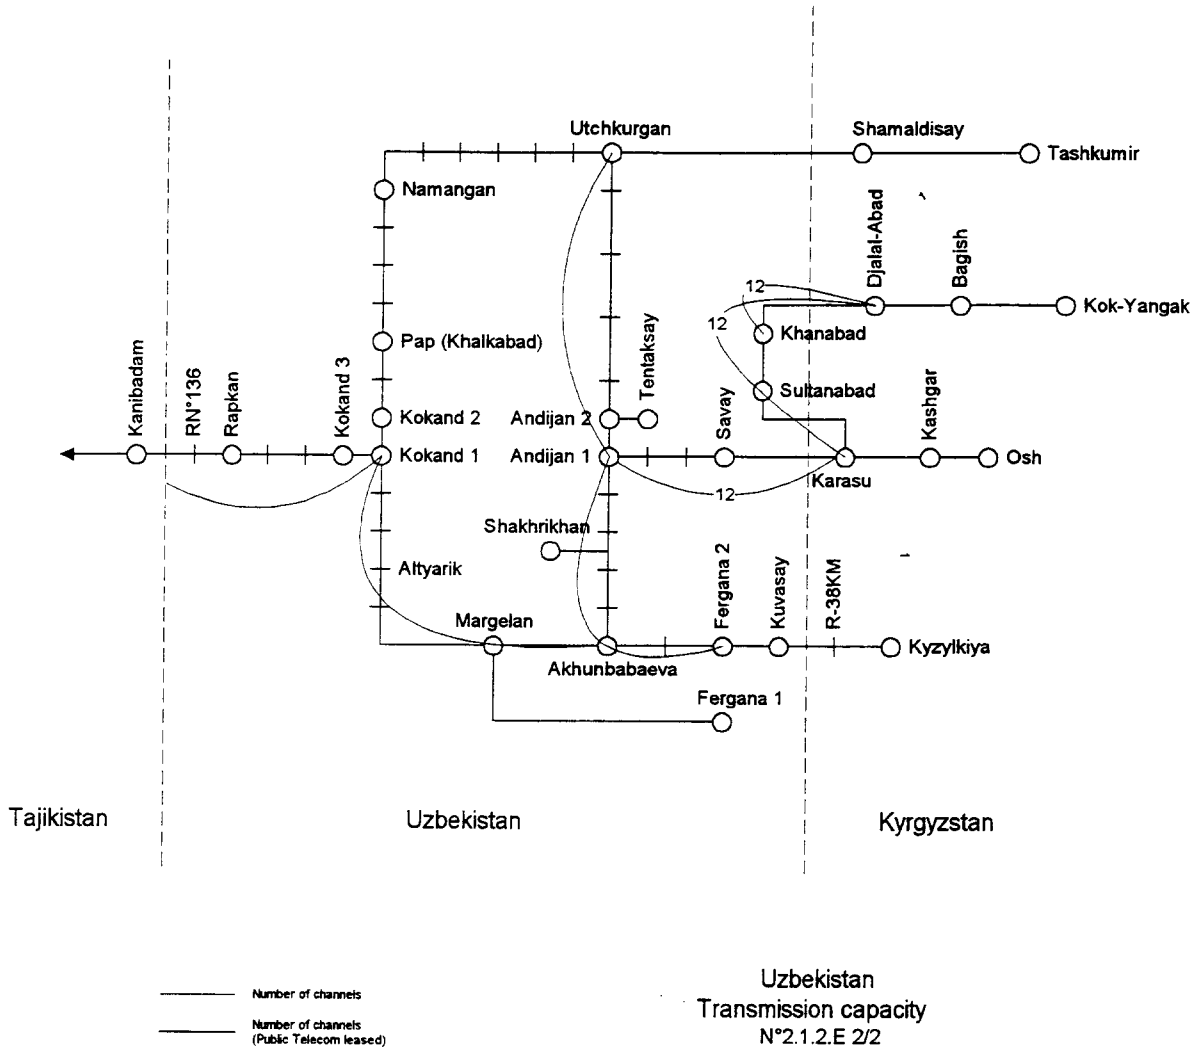 Utchkurgan
Shamaldisay
Tashkumir
Namangan
Djalal-Abad
Bagish
12
Kok-Yangak
12
Khanabad
Pap (Khalkabad)
Tentaksay
Kanibadam
RN°136
Rapkan
Kokand 3
Sultanabad
Kokand 2
Andijan 2
Savay
Kashgar
Kokand 1
Andijan 1
Osh
Karasu
12
Shakhrikhan
Altyarik
Fergana 2
Kuvasay
R-38KM
Margelan
Kyzylkiya
Akhunbabaeva
Fergana 1
Tajikistan
Uzbekistan
Kyrgyzstan
Number of channels
Number of channels
(Public Telecom leased)
Uzbekistan
Transmission capacity
N°2.1.2.E 2/2